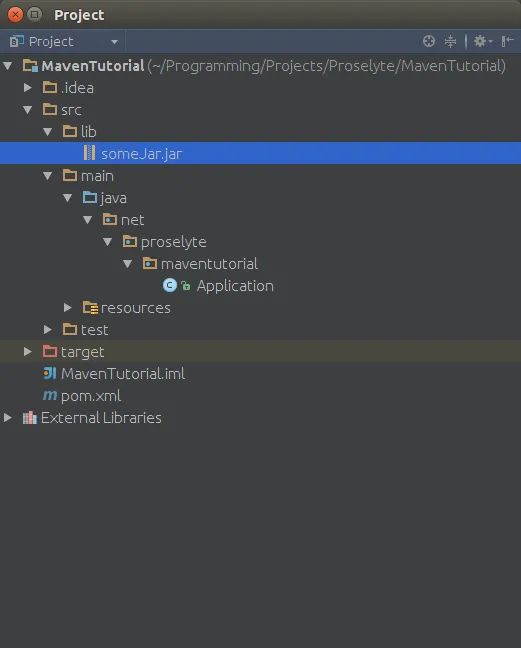 Project
Project
MavenTutorial (~/Programming/Projects/Proselyte/MavenTutorial)
.idea
src
lib
someJar.jar
main
java
net
proselyte
maventutorial
C Application
resources
test
target
MavenTutorial.iml
m pom.xml
External Libraries